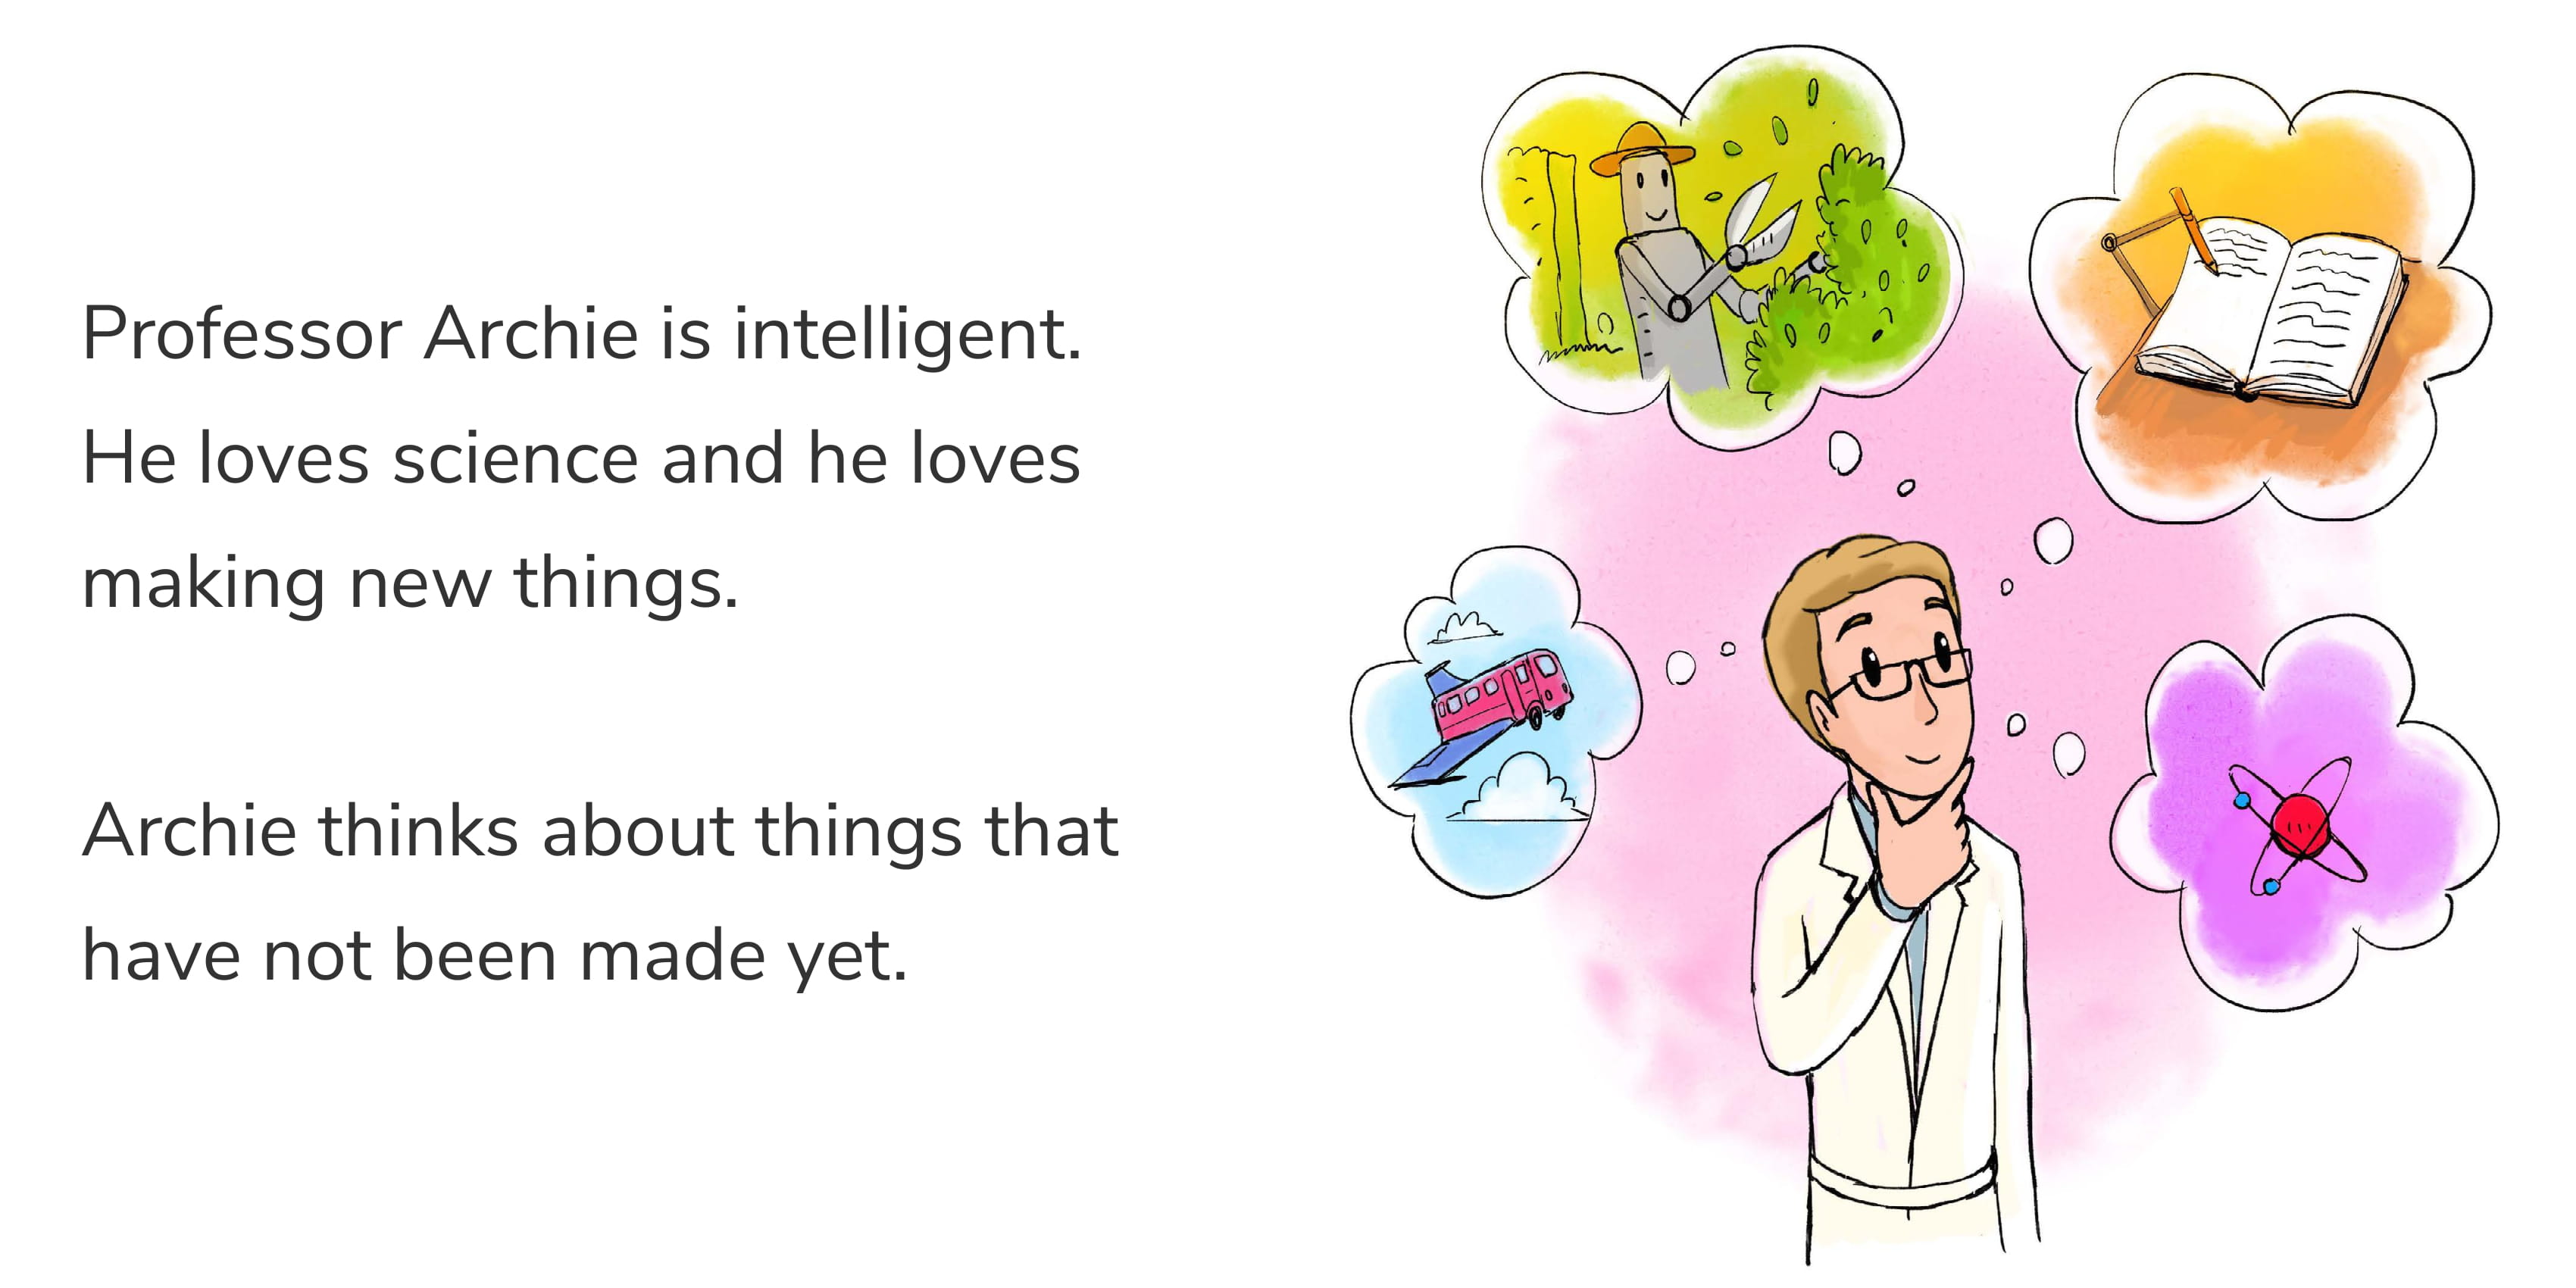 Professor Archie is intelligent.
He loves science and he loves
making new things.
Archie thinks about things that
have not been made yet.